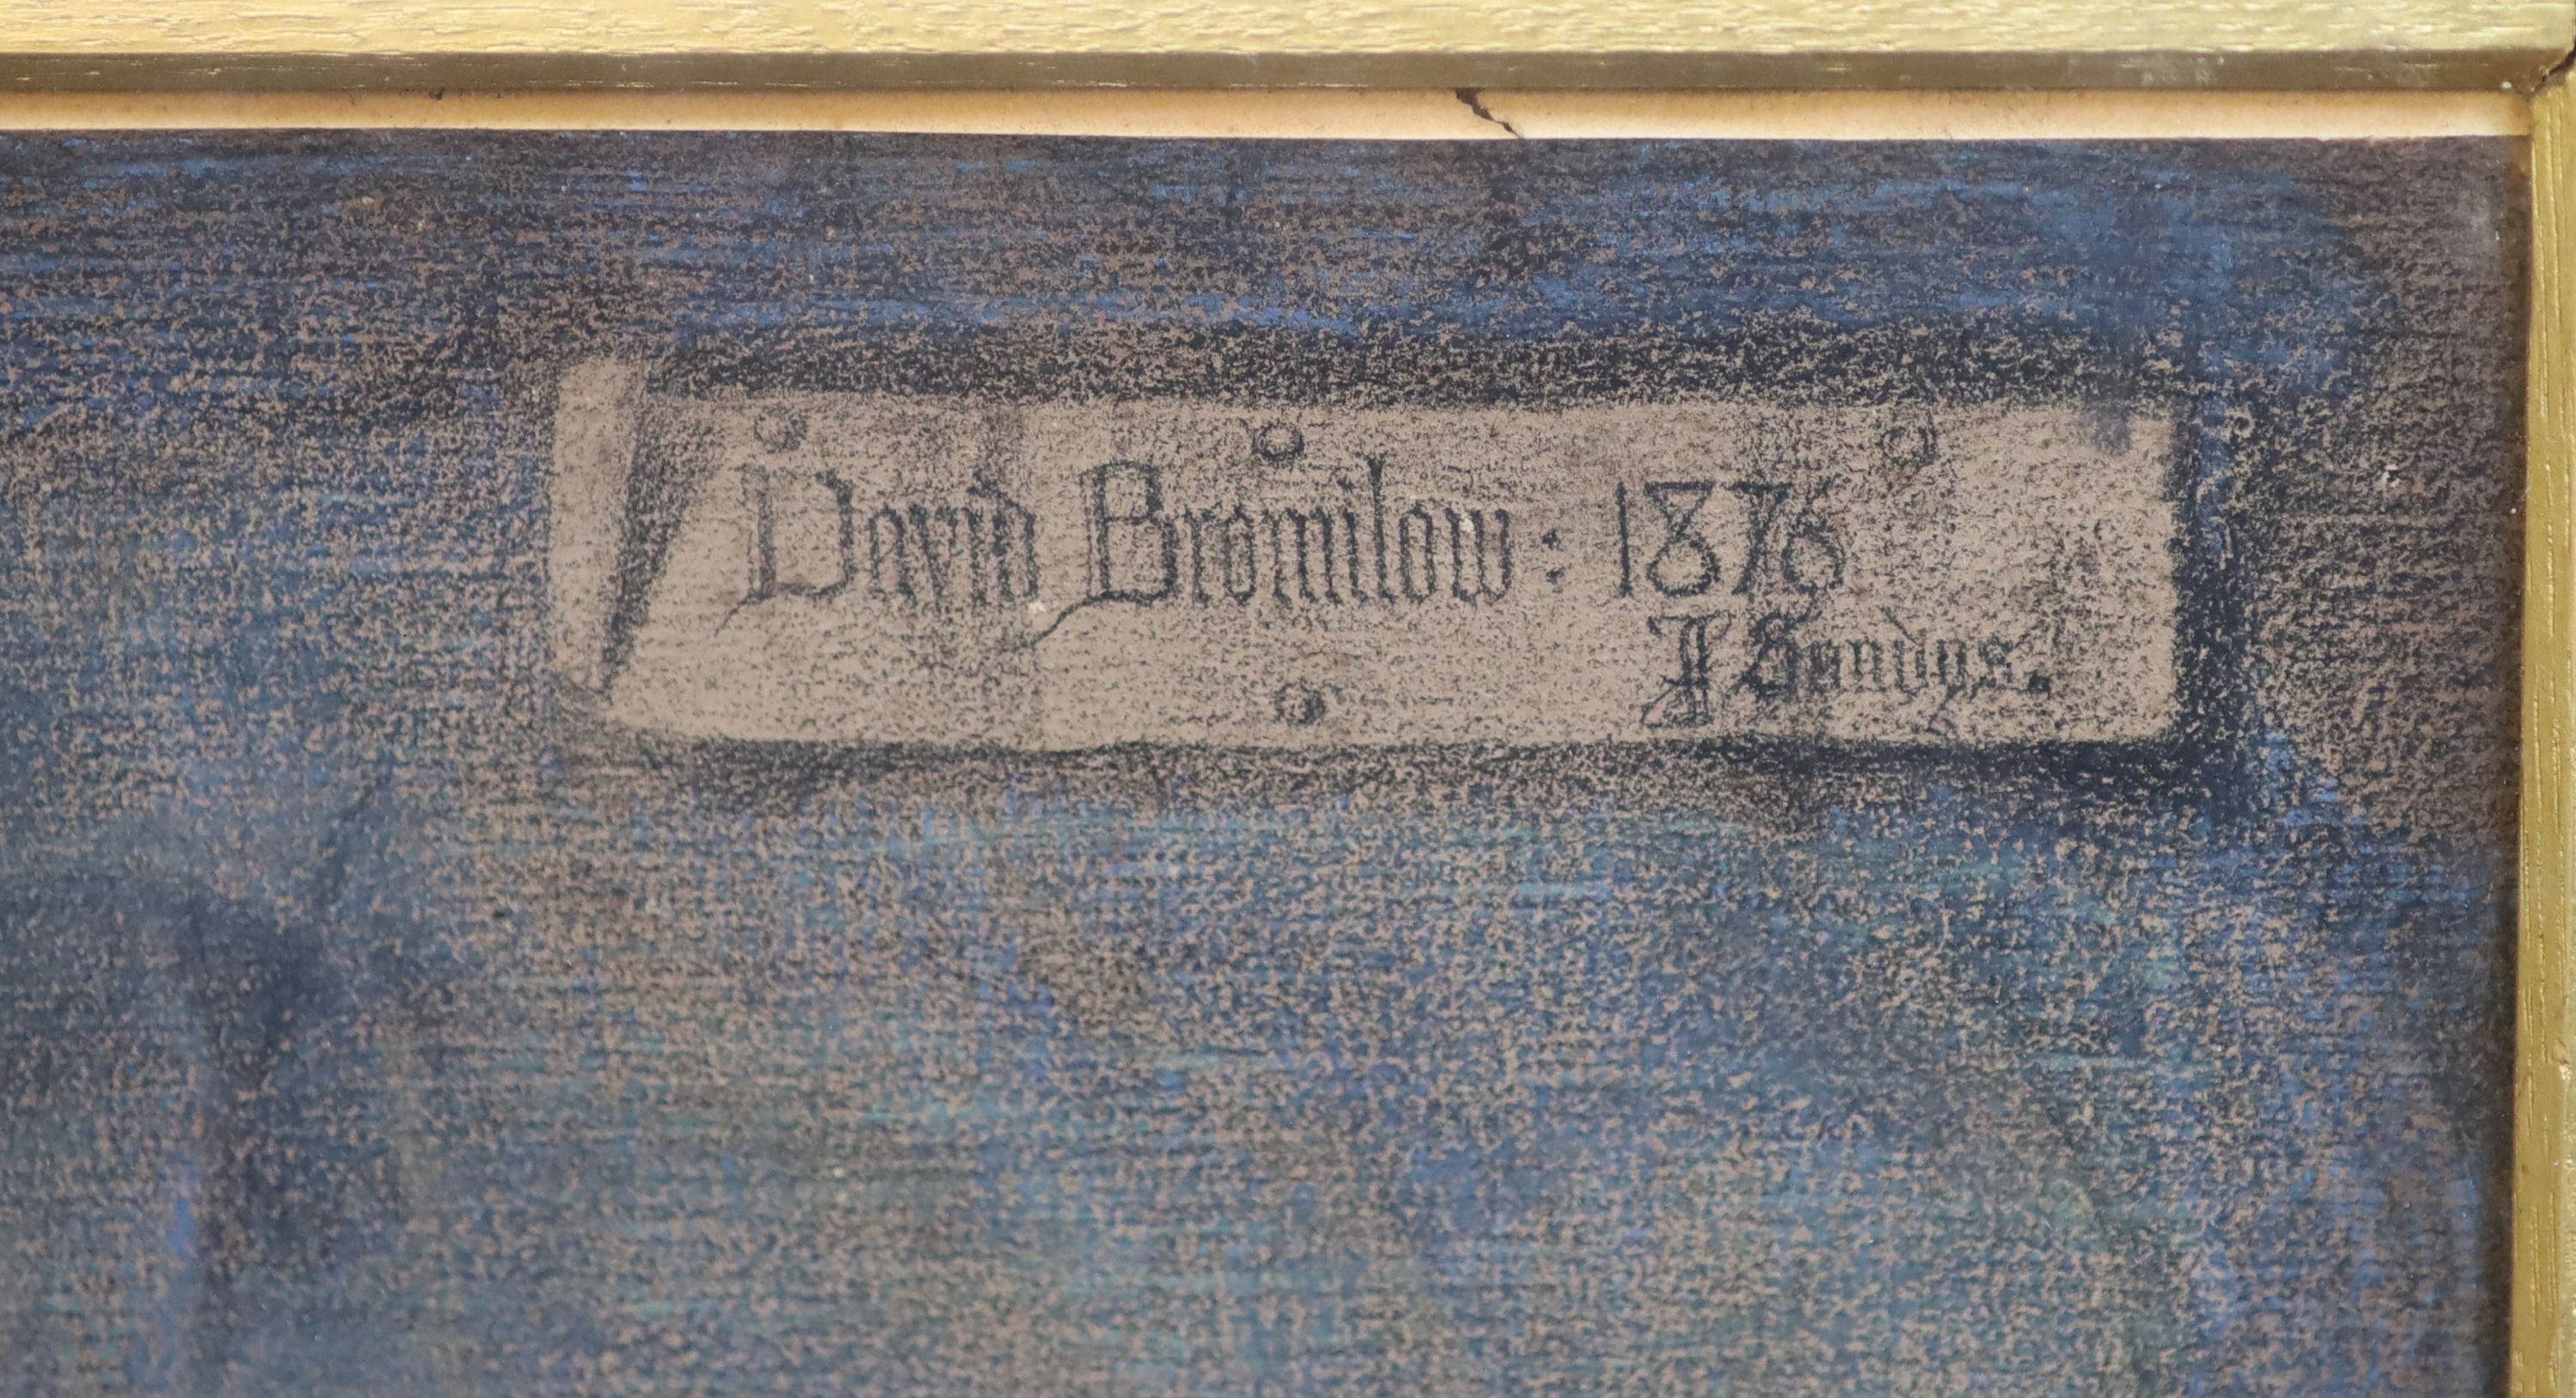 David Bromilow : 1876
F Sandys.